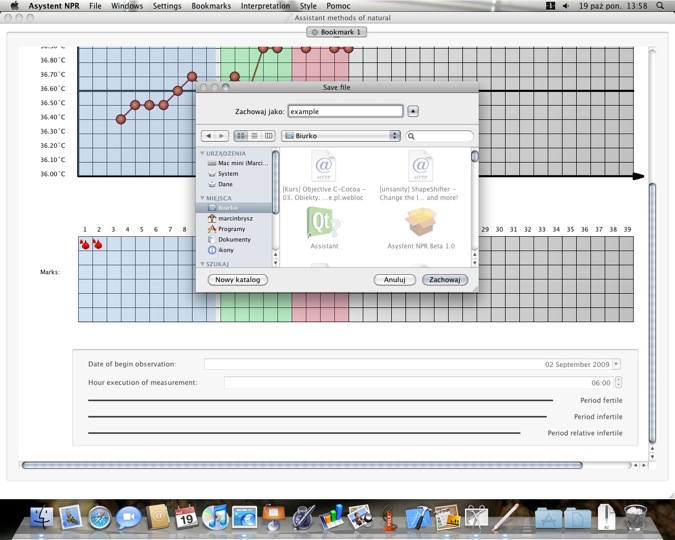 Asystent NPR File Windows Settings Bookmarks Interpretation Style Pomoc 19 paź pon. 13:58
Assistant methods of natural
Bookmark 1
36.80°C
36.70°C
36.60°C
36.50°C
36.40°C
36.30°C
36.20°C
36.10°C
36.00°C
Save file
Zachowaj jako: example
Biurko
URZĄDZENIA
Mac mini (Marci...
System
Dane
MIEJSCA
Biurko
marcinbrysz
Programy
Dokumenty
ikony
SZUKAJ
HTTP
[Kurs] Objective C-Cocoa -
03. Obiekty. ...e.pl.webloc
HTTP
[unsanity] ShapeShifter -
Change the l... and more!
Qt
Assistant
Asystent NPR Beta 1.0
Nowy katalog
Anuluj
Zachowaj
1 2 3 4 5 6 7 8 29 30 31 32 33 34 35 36 37 38 39
Marks:
Date of begin observation: 02 September 2009
Hour execution of measurement: 06:00
Period fertile
Period infertile
Period relative infertile
19